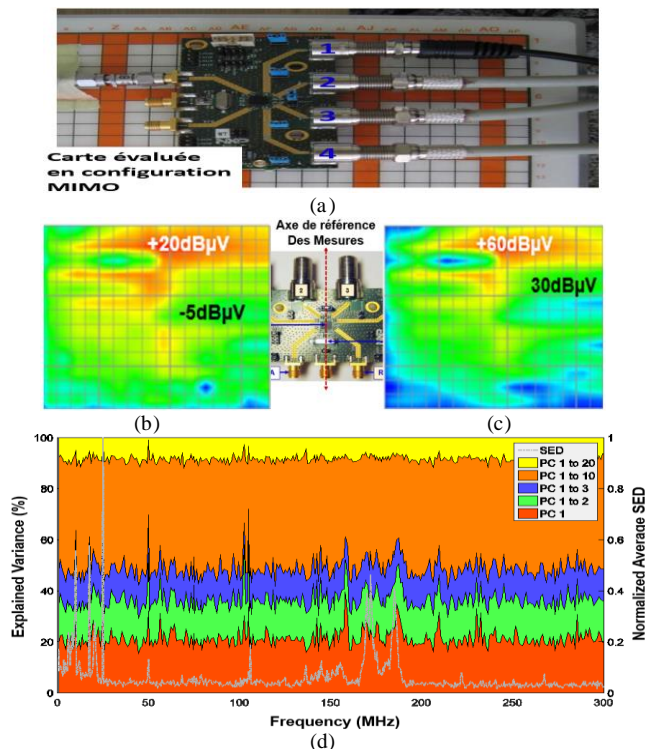 1
2
3
4
Carte évaluée
en configuration
MIMO
(a)
Axe de référence
Des Mesures
+20dBµV
-5dBµV
2
3
A
+60dBµV
30dBµV
(b)
(c)
100
80
60
40
20
0
Explained Variance (%)
SED
PC 1 to 20
PC 1 to 10
PC 1 to 3
PC 1 to 2
PC 1
1
0.8
0.6
0.4
0.2
0
Normalized Average SED
0
50
100
150
200
250
300
Frequency (MHz)
(d)